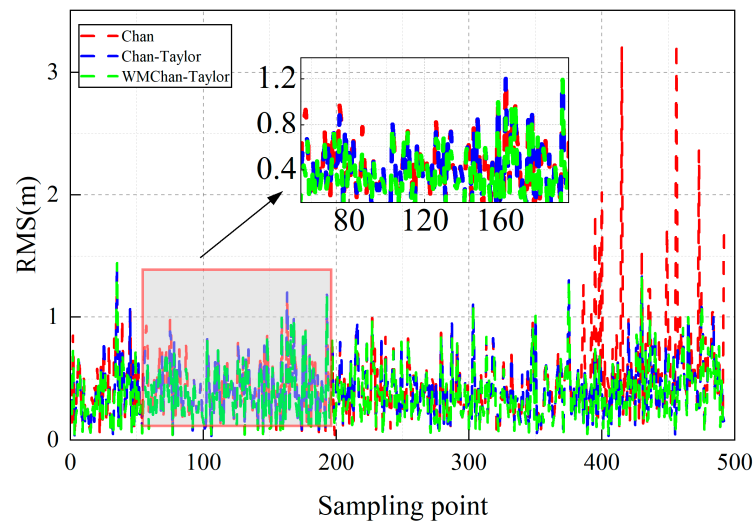 Chan
Chan-Taylor
WMChan-Taylor
1.2
0.8
0.4
80 120 160
3
2
1
0
RMS(m)
0 100 200 300 400 500
Sampling point